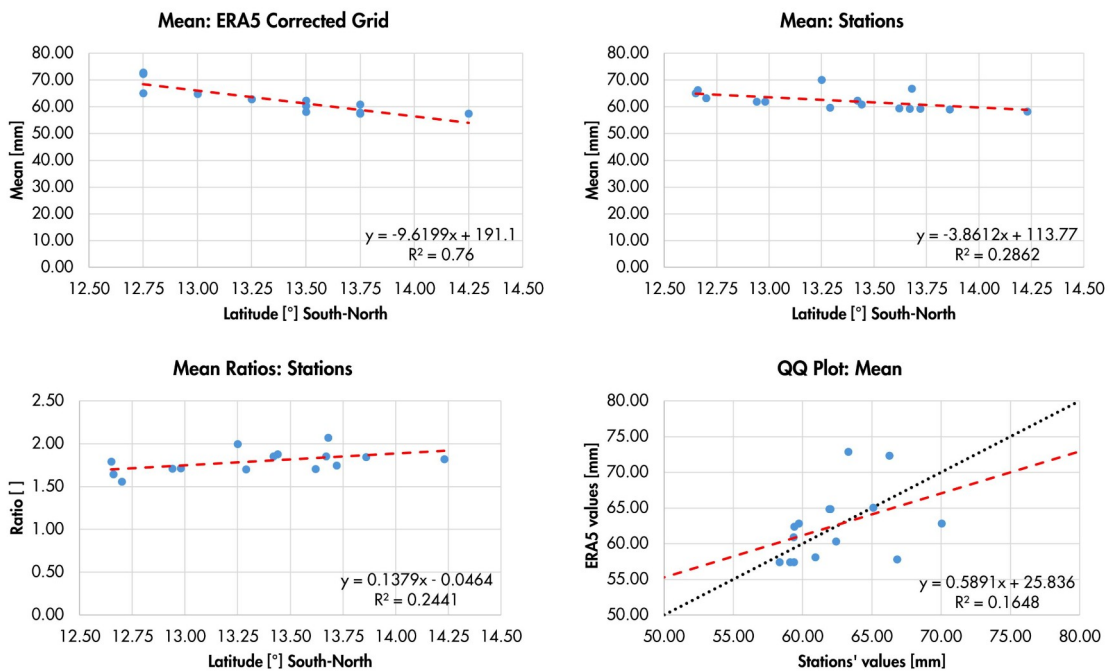 Mean: ERA5 Corrected Grid
80.00
70.00
60.00
50.00
40.00
30.00
20.00
10.00
0.00
Mean [mm]
y = -9.6199x + 191.1
R² = 0.76
12.50 12.75 13.00 13.25 13.50 13.75 14.00 14.25 14.50
Latitude [°] South-North
Mean: Stations
80.00
70.00
60.00
50.00
40.00
30.00
20.00
10.00
0.00
Mean [mm]
y = -3.8612x + 113.77
R² = 0.2862
12.50 12.75 13.00 13.25 13.50 13.75 14.00 14.25 14.50
Latitude [°] South-North
Mean Ratios: Stations
2.50
2.00
1.50
1.00
0.50
0.00
Ratio [ ]
y = 0.1379x - 0.0464
R² = 0.2441
12.50 12.75 13.00 13.25 13.50 13.75 14.00 14.25 14.50
Latitude [°] South-North
QQ Plot: Mean
80.00
75.00
70.00
65.00
60.00
55.00
50.00
ERA5 values [mm]
y = 0.5891x + 25.836
R² = 0.1648
50.00 55.00 60.00 65.00 70.00 75.00 80.00
Stations' values [mm]